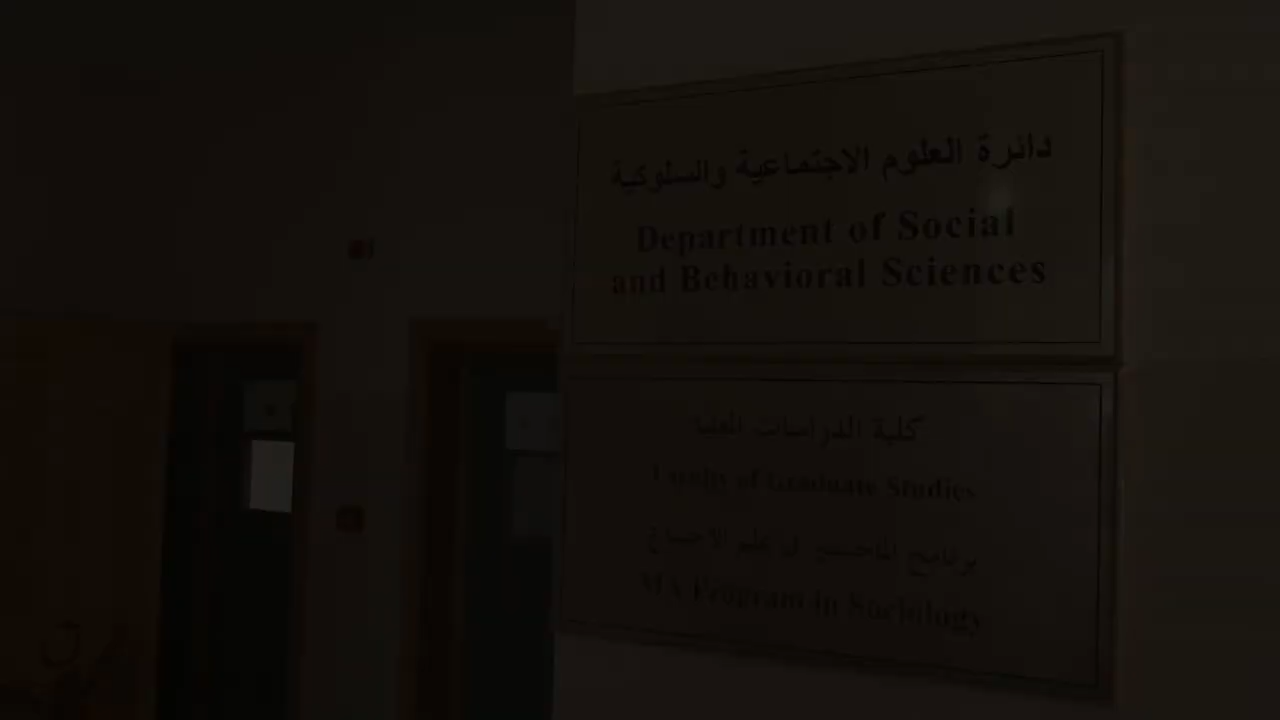 دائرة العلوم الاجتماعية والسلوكية
Department of Social
and Behavioral Sciences
كلية الدراسات العليا
Faculty of Graduate Studies
برنامج الماجستير في علم الاجتماع
MA Program in Sociology